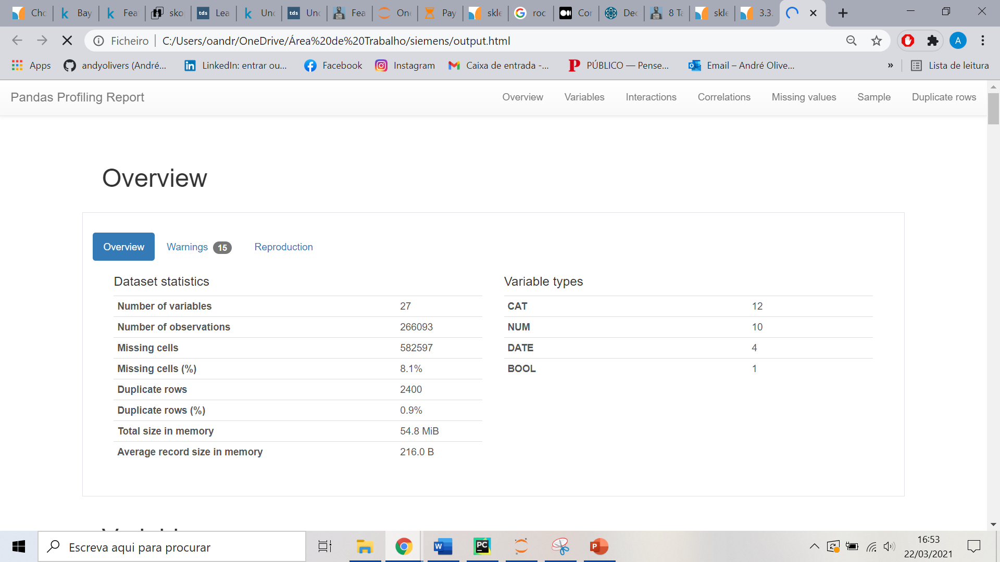 Cho Bay Fea sko tds Lea Unc tds Unc Fea One Pay skle roc Cor Dec 8 Ta skle 3.3.
Ficheiro C:/Users/oandr/OneDrive/Área%20de%20Trabalho/siemens/output.html A
Apps andyolivers (André... LinkedIn: entrar ou... Facebook Instagram Caixa de entrada -... PÚBLICO — Pense... Email – André Olive... » Lista de leitura
Pandas Profiling Report Overview Variables Interactions Correlations Missing values Sample Duplicate rows
Overview
Overview Warnings 15 Reproduction
Dataset statistics
Number of variables 27
Number of observations 266093
Missing cells 582597
Missing cells (%) 8.1%
Duplicate rows 2400
Duplicate rows (%) 0.9%
Total size in memory 54.8 MiB
Average record size in memory 216.0 B
Variable types
CAT 12
NUM 10
DATE 4
BOOL 1
Escreva aqui para procurar
16:53
22/03/2021